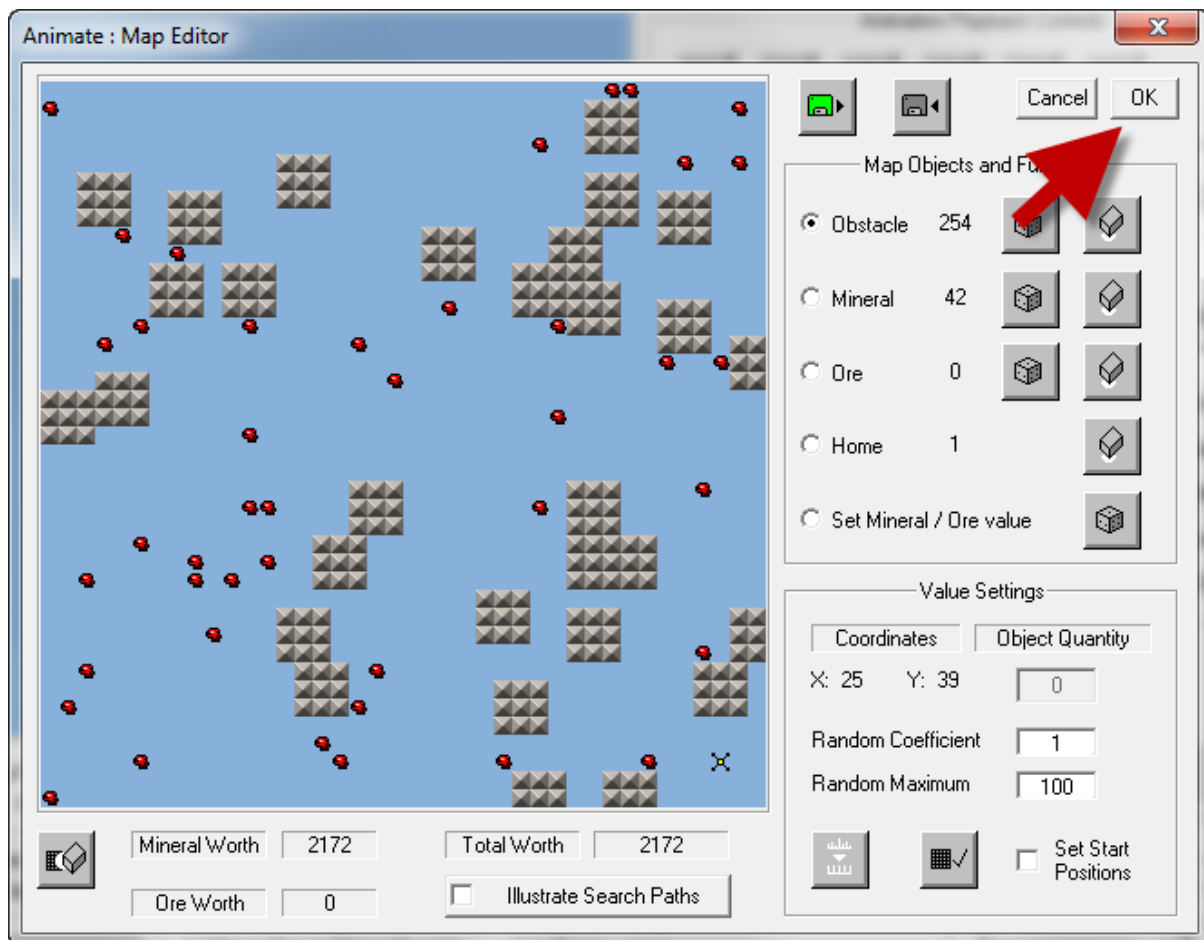 Animate : Map Editor
Cancel OK
Map Objects and Fu
Obstacle 254
Mineral 42
Ore 0
Home 1
Set Mineral / Ore value
Value Settings
Coordinates Object Quantity
X: 25 Y: 39 0
Random Coefficient 1
Random Maximum 100
Set Start
Positions
Mineral Worth 2172 Total Worth 2172
Ore Worth 0 Illustrate Search Paths